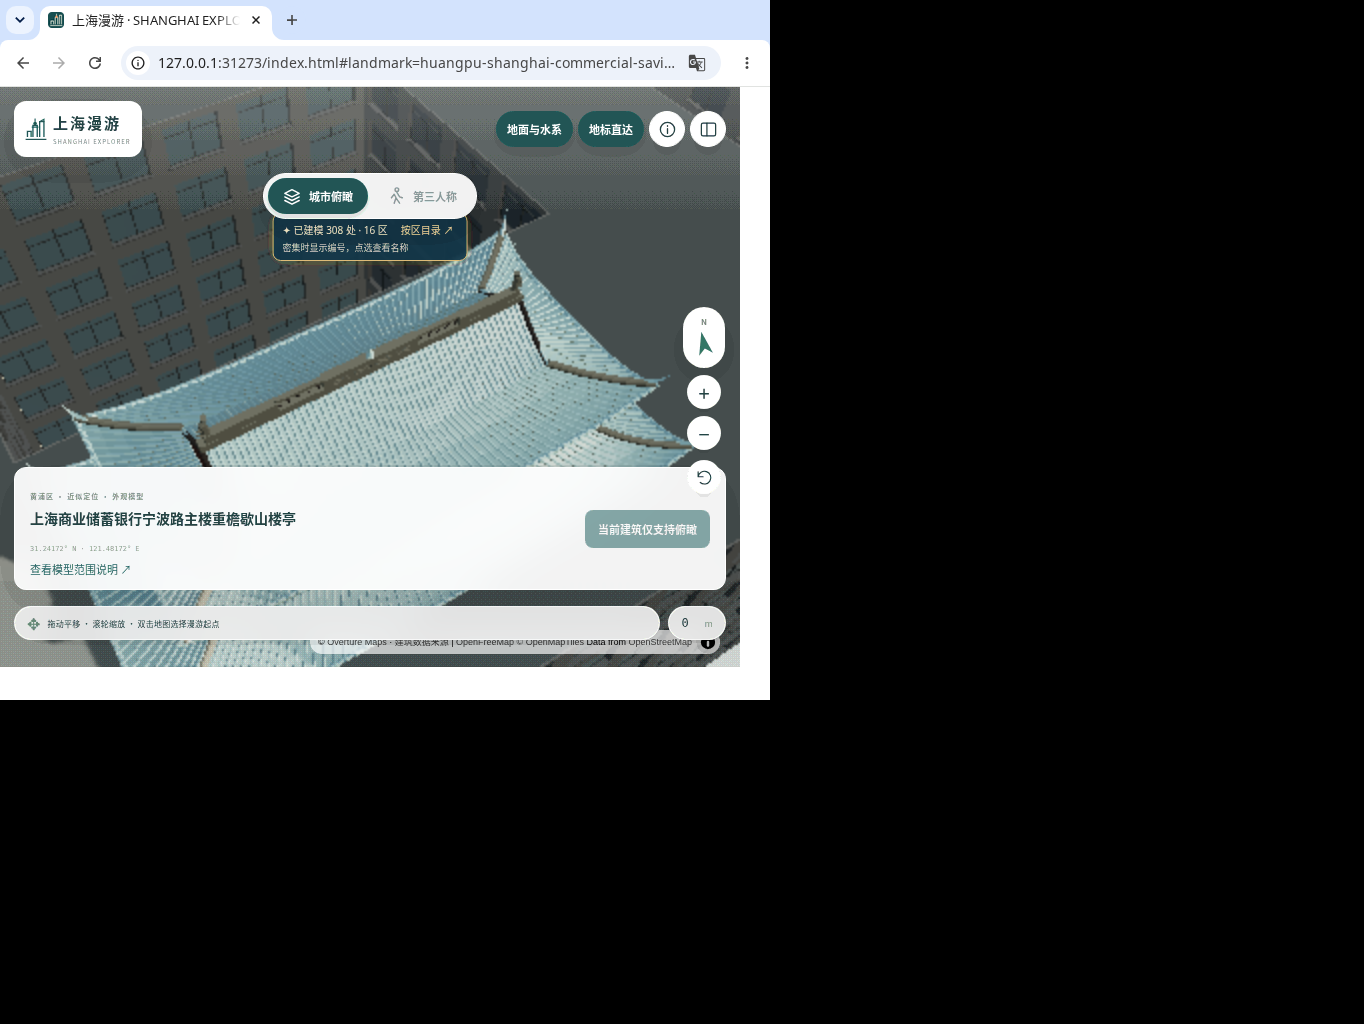 上海漫游 · SHANGHAI EXPLO
127.0.0.1:31273/index.html#landmark=huangpu-shanghai-commercial-savi...
上海漫游
SHANGHAI EXPLORER
地面与水系
地标直达
城市俯瞰
第三人称
✦ 已建模 308 处 · 16 区 按区目录 ↗
密集时显示编号，点选查看名称
N
+
−
黄浦区 · 近似定位 · 外观模型
上海商业储蓄银行宁波路主楼重檐歇山楼亭
当前建筑仅支持俯瞰
31.24172° N · 121.48172° E
查看模型范围说明 ↗
拖动平移 · 滚轮缩放 · 双击地图选择漫游起点
0 m
© Overture Maps · 建筑数据来源 | OpenFreeMap © OpenMapTiles Data from OpenStreetMap